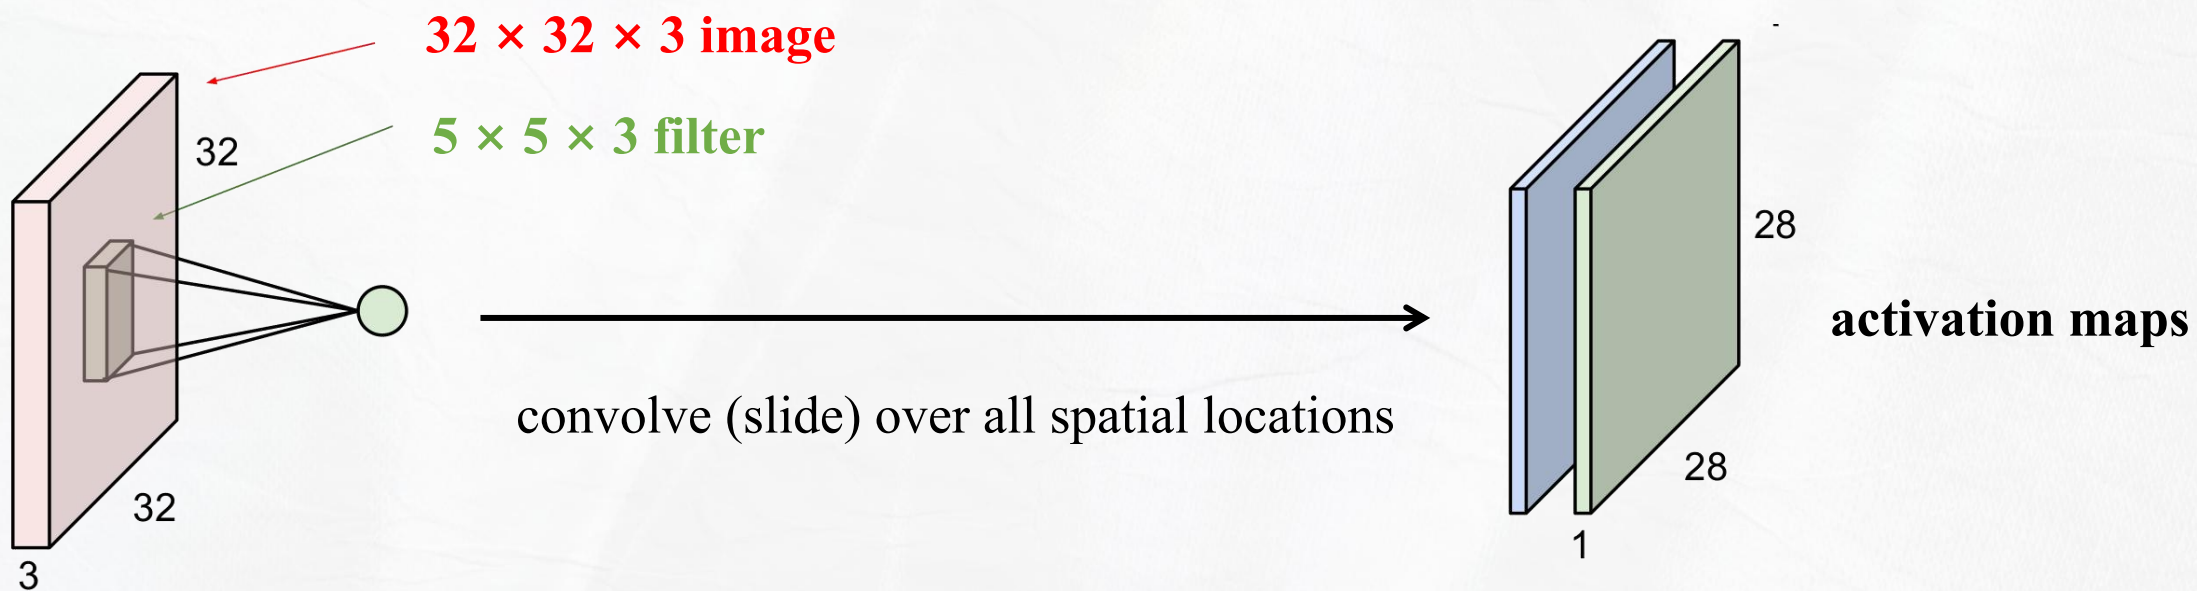 32 × 32 × 3 image
5 × 5 × 3 filter
32
32
3
convolve (slide) over all spatial locations
28
28
1
activation maps